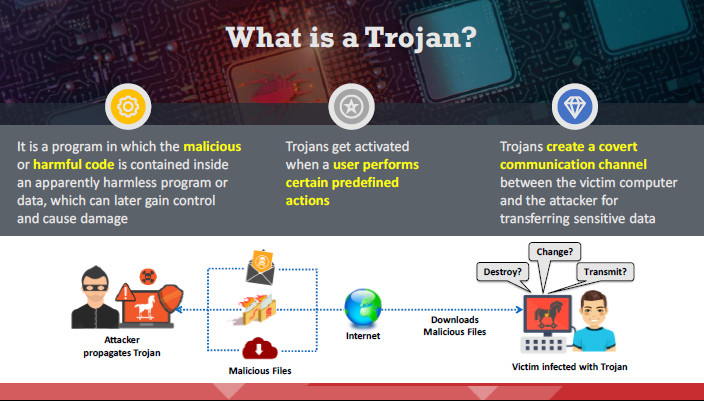 What is a Trojan?
It is a program in which the malicious
or harmful code is contained inside
an apparently harmless program or
data, which can later gain control
and cause damage
Trojans get activated
when a user performs
certain predefined
actions
Trojans create a covert
communication channel
between the victim computer
and the attacker for
transferring sensitive data
Attacker
propagates Trojan
Malicious Files
Internet
Downloads
Malicious Files
Destroy?
Change?
Transmit?
Victim infected with Trojan